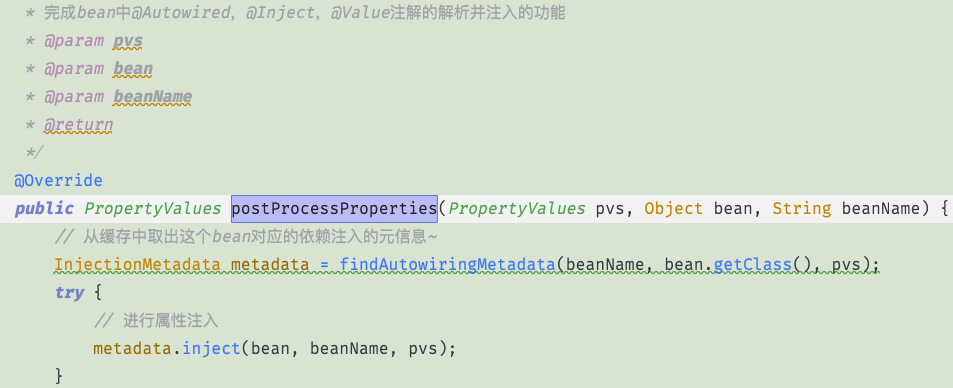 * 完成bean中@Autowired，@Inject，@Value注解的解析并注入的功能
* @param pvs
* @param bean
* @param beanName
* @return
*/
@Override
public PropertyValues postProcessProperties(PropertyValues pvs, Object bean, String beanName) {
// 从缓存中取出这个bean对应的依赖注入的元信息~
InjectionMetadata metadata = findAutowiringMetadata(beanName, bean.getClass(), pvs);
try {
// 进行属性注入
metadata.inject(bean, beanName, pvs);
}